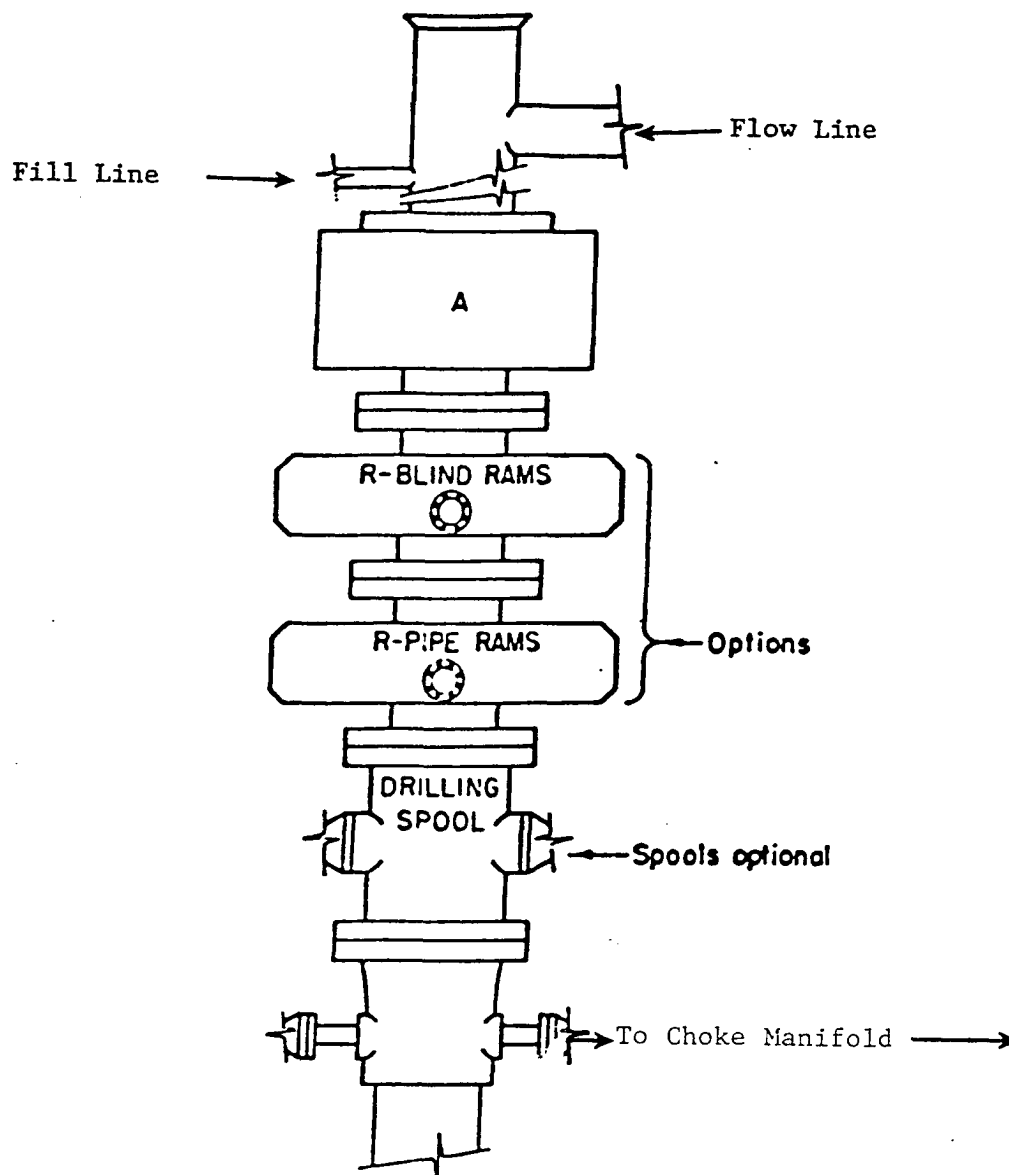 Flow Line
Fill Line
A
R-BLIND RAMS
R-PIPE RAMS
Options
DRILLING
SPOOL
Spools optional
To Choke Manifold